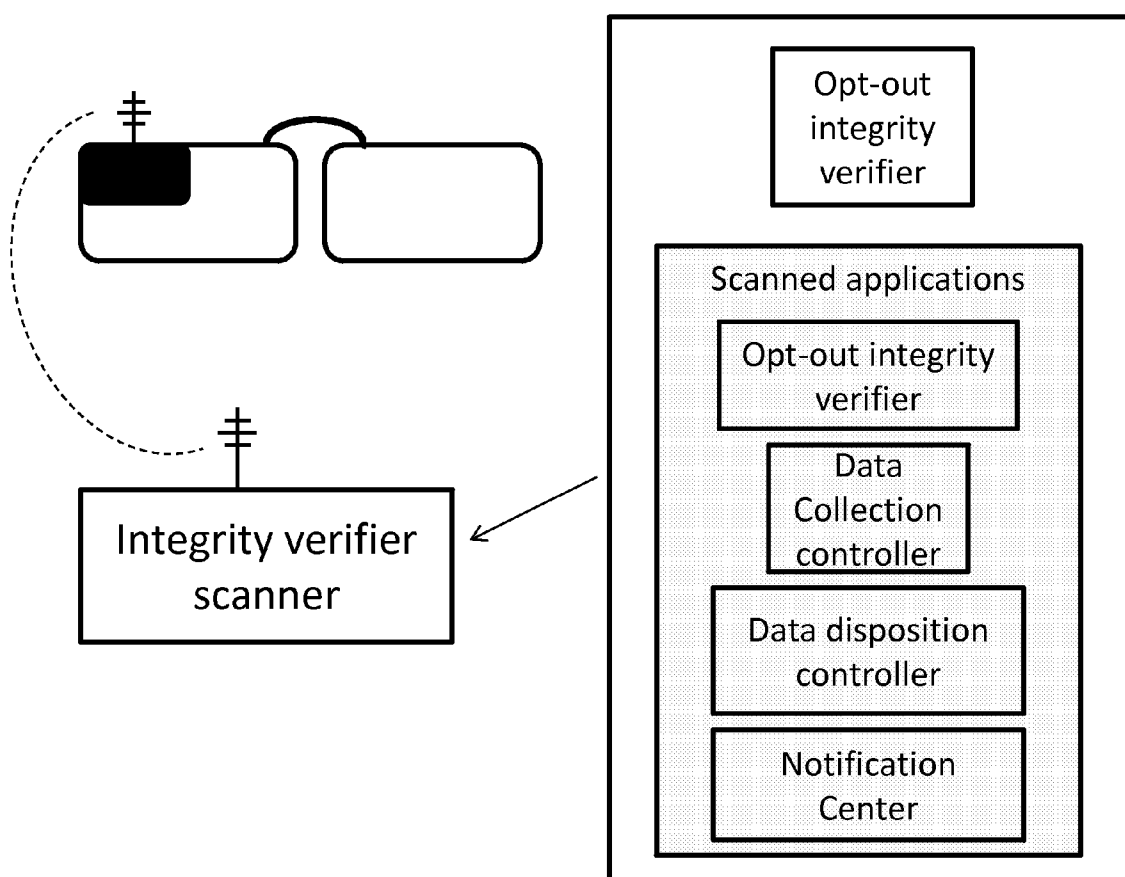 Opt-out
integrity
verifier
Scanned applications
Opt-out integrity
verifier
Data
Collection
controller
Data disposition
controller
Notification
Center
Integrity verifier
scanner